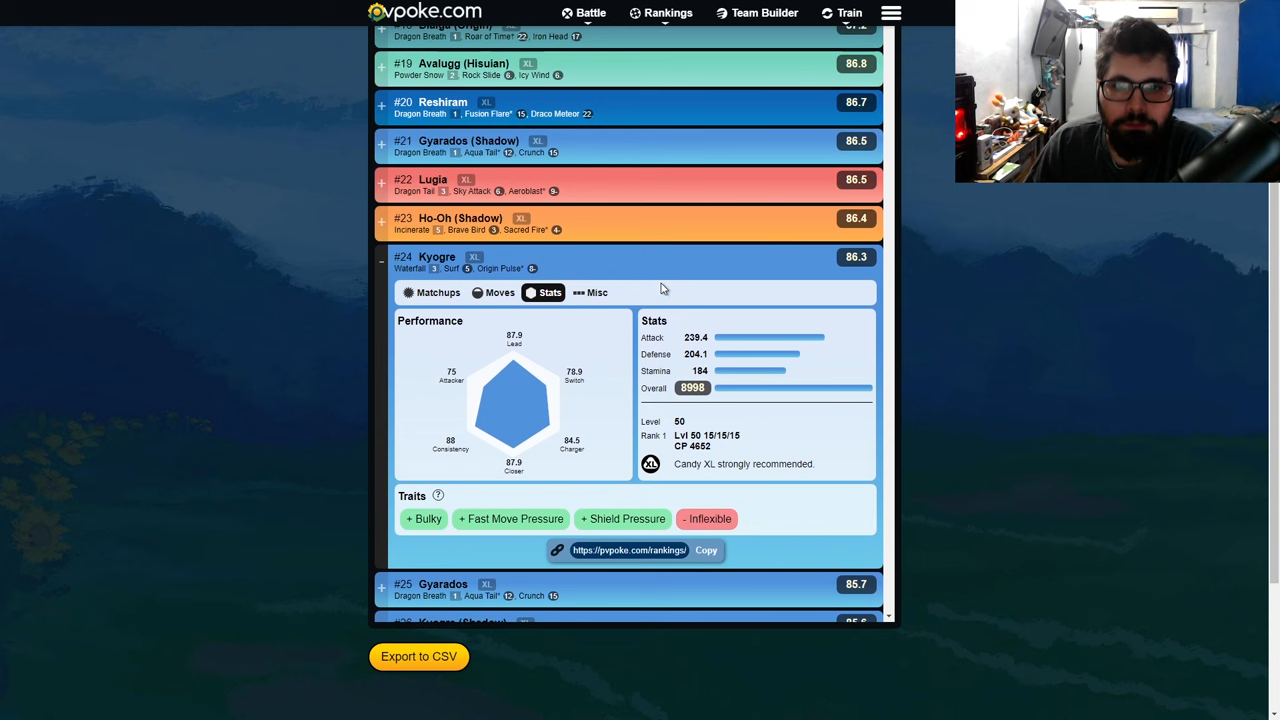 pvpoke.com
Battle
Rankings
Team Builder
Train
Dragon Breath 1, Roar of Time† 22, Iron Head 17
#19 Avalugg (Hisuian) XL 86.8
Powder Snow 2, Rock Slide 6, Icy Wind 6
#20 Reshiram XL 86.7
Dragon Breath 1, Fusion Flare* 15, Draco Meteor 22
#21 Gyarados (Shadow) XL 86.5
Dragon Breath 1, Aqua Tail* 12, Crunch 15
#22 Lugia XL 86.5
Dragon Tail 3, Sky Attack 6, Aeroblast* 9-
#23 Ho-Oh (Shadow) XL 86.4
Incinerate 5, Brave Bird 3, Sacred Fire* 4-
#24 Kyogre XL 86.3
Waterfall 3, Surf 5, Origin Pulse* 8-
Matchups
Moves
Stats
Misc
Performance
87.9
Lead
78.9
Switch
84.5
Charger
87.9
Closer
88
Consistency
75
Attacker
Stats
Attack 239.4
Defense 204.1
Stamina 184
Overall 8998
Level 50
Rank 1 Lvl 50 15/15/15
CP 4652
XL Candy XL strongly recommended.
Traits ?
+ Bulky
+ Fast Move Pressure
+ Shield Pressure
- Inflexible
https://pvpoke.com/rankings/ Copy
#25 Gyarados XL 85.7
Dragon Breath 1, Aqua Tail* 12, Crunch 15
#26 Kyogre (Shadow) XL 85.6
Export to CSV